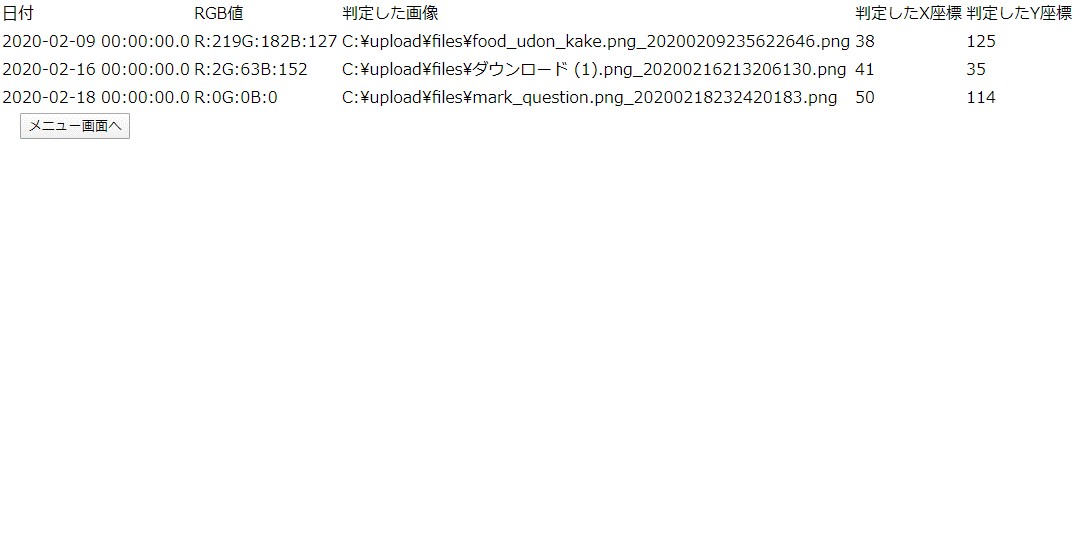 日付 RGB値 判定した画像 判定したX座標 判定したY座標
2020-02-09 00:00:00.0 R:219G:182B:127 C:¥upload¥files¥food_udon_kake.png_20200209235622646.png 38 125
2020-02-16 00:00:00.0 R:2G:63B:152 C:¥upload¥files¥ダウンロード (1).png_20200216213206130.png 41 35
2020-02-18 00:00:00.0 R:0G:0B:0 C:¥upload¥files¥mark_question.png_20200218232420183.png 50 114
メニュー画面へ